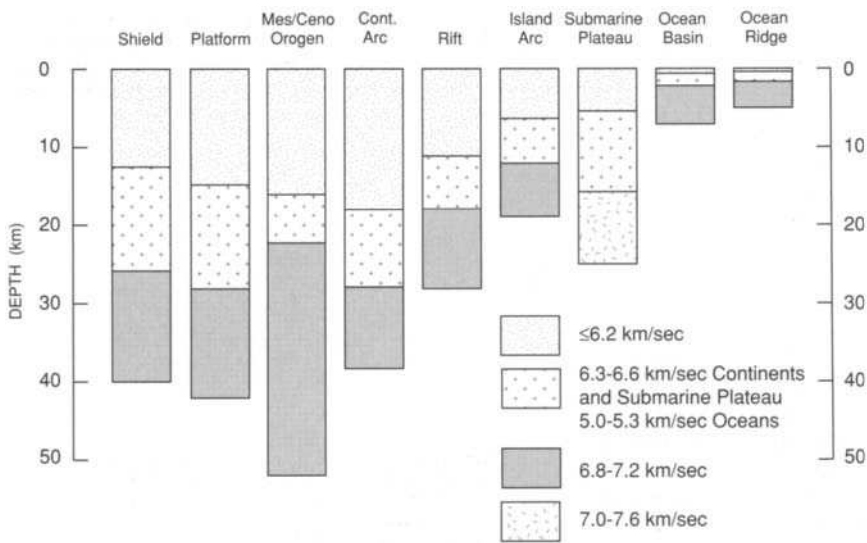 Shield
Platform
Mes/Ceno
Orogen
Cont.
Arc
Rift
Island
Arc
Submarine
Plateau
Ocean
Basin
Ocean
Ridge
0
10
20
30
40
50
DEPTH (km)
0
10
20
30
40
50
≤6.2 km/sec
6.3-6.6 km/sec Continents
and Submarine Plateau
5.0-5.3 km/sec Oceans
6.8-7.2 km/sec
7.0-7.6 km/sec